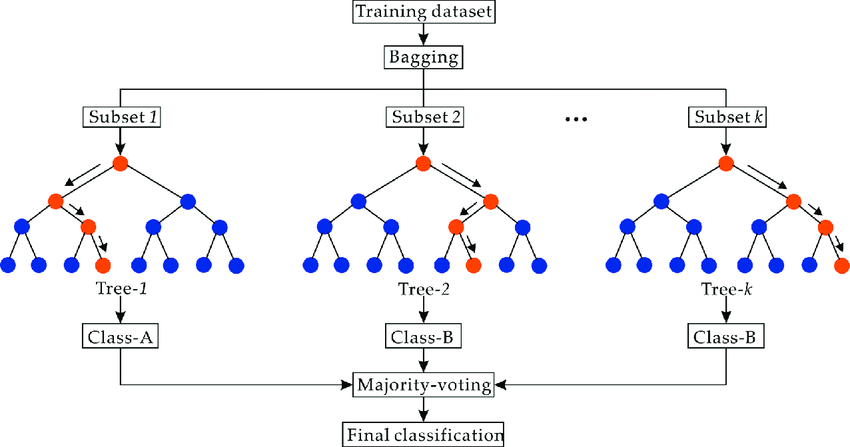 Training dataset
Bagging
Subset 1
Subset 2
...
Subset k
Tree-1
Tree-2
Tree-k
Class-A
Class-B
Class-B
Majority-voting
Final classification